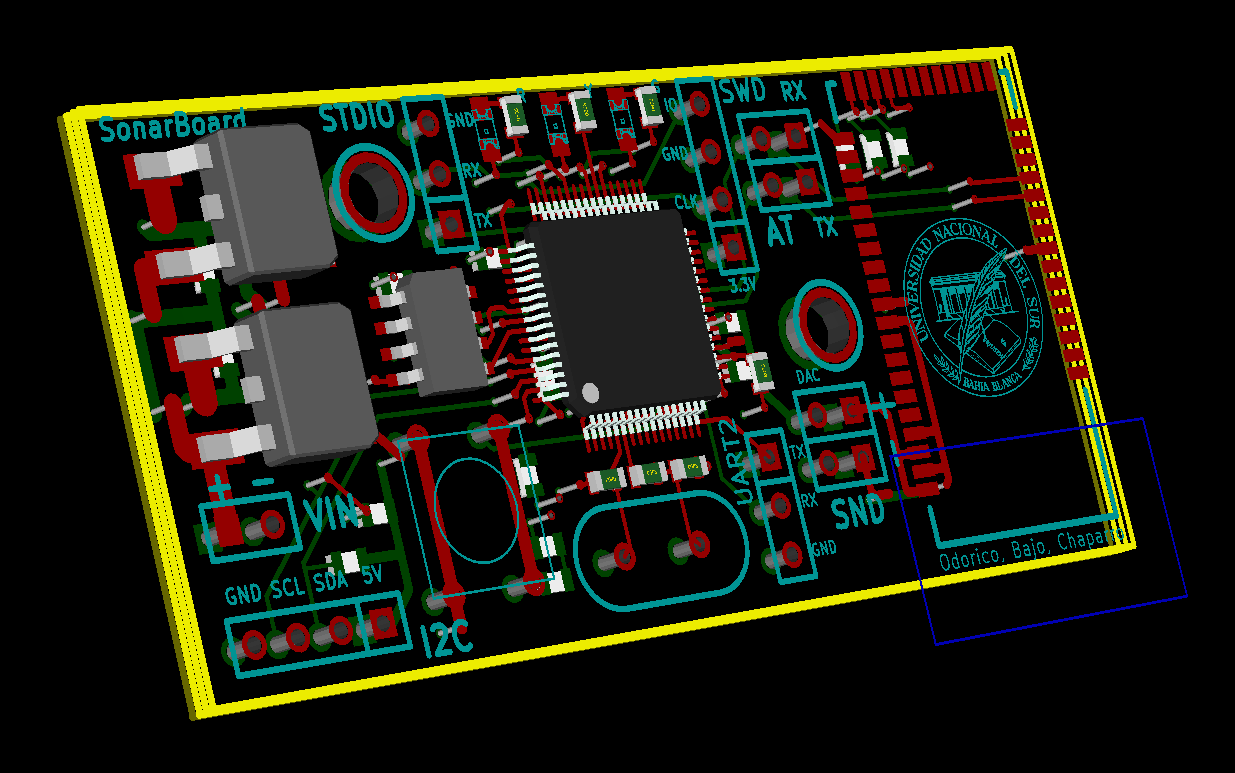 SonarBoard
STDIO
GND
RX
TX
IO
GND
CLK
3.3V
SWD
RX
AT
TX
UNIVERSIDAD NACIONAL DEL SUR
BAHIA BLANCA
DAC
+
UART2
TX
RX
GND
SND
+ -
VIN
GND SCL SDA 5V
I2C
Odorico, Bajo, Chapar